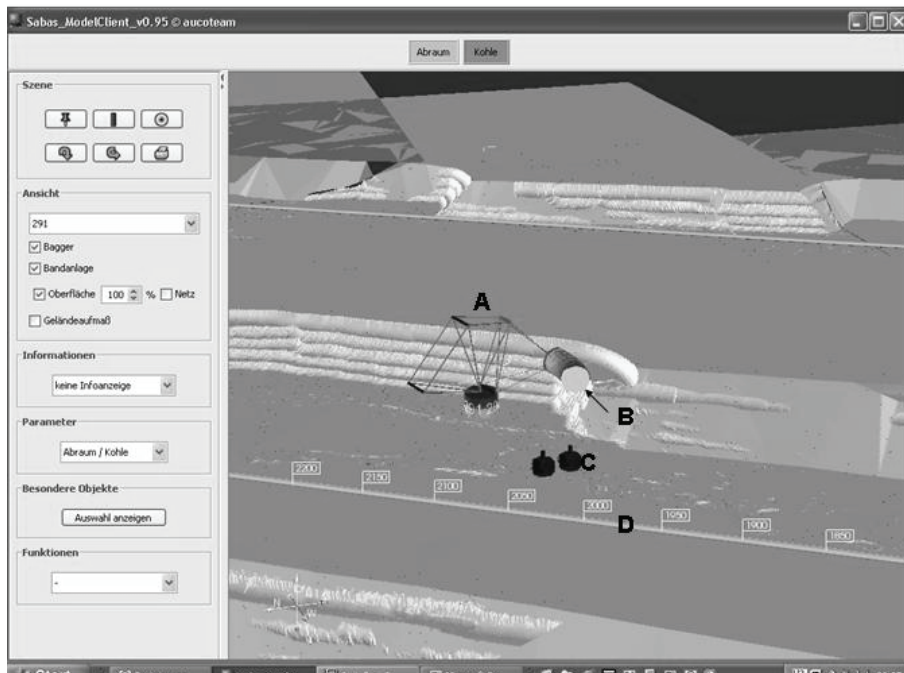 Sabas_ModelClient_v0.95 © aucoteam
Abraum Kohle
Szene
Ansicht
291
Bagger
Bandanlage
Oberfläche 100 % Netz
Geländeaufmaß
Informationen
keine Infoanzeige
Parameter
Abraum / Kohle
Besondere Objekte
Auswahl anzeigen
Funktionen
-
A
B
C
2200 2150 2100 2050 2000 1950 1900 1850
D